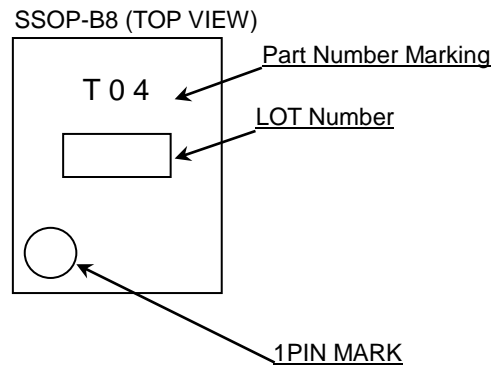 SSOP-B8 (TOP VIEW)
Part Number Marking
T 0 4
LOT Number
1PIN MARK